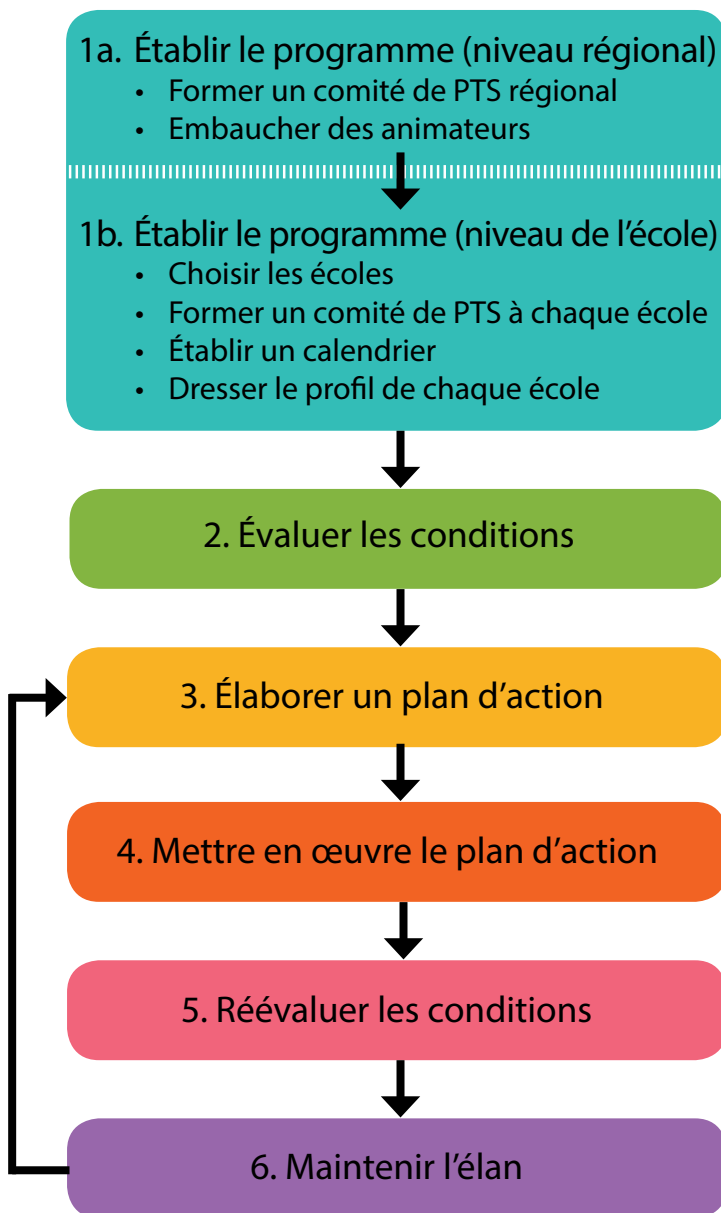 1a. Établir le programme (niveau régional)
• Former un comité de PTS régional
• Embaucher des animateurs
1b. Établir le programme (niveau de l’école)
• Choisir les écoles
• Former un comité de PTS à chaque école
• Établir un calendrier
• Dresser le profil de chaque école
2. Évaluer les conditions
3. Élaborer un plan d’action
4. Mettre en œuvre le plan d’action
5. Réévaluer les conditions
6. Maintenir l’élan